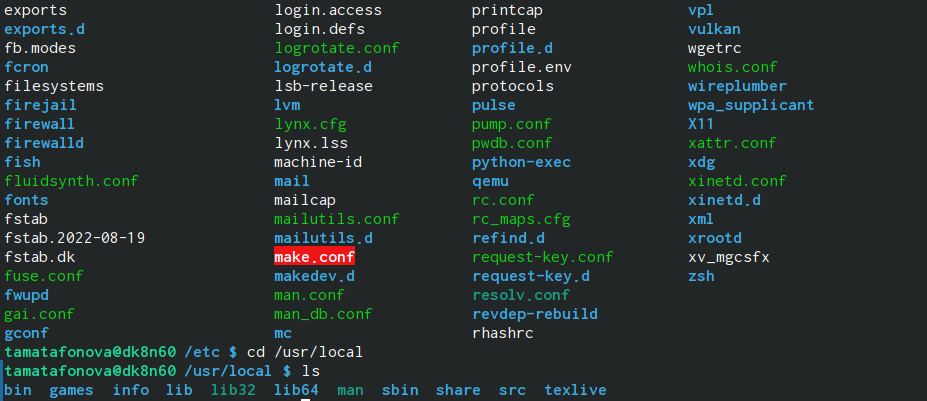 exports login.access printcap vpl
exports.d login.defs profile vulkan
fb.modes logrotate.conf profile.d wgetrc
fcron logrotate.d profile.env whois.conf
filesystems lsb-release protocols wireplumber
firejail lvm pulse wpa_supplicant
firewall lynx.cfg pump.conf X11
firewalld lynx.lss pwdb.conf xattr.conf
fish machine-id python-exec xdg
fluidsynth.conf mail qemu xinetd.conf
fonts mailcap rc.conf xinetd.d
fstab mailutils.conf rc_maps.cfg xml
fstab.2022-08-19 mailutils.d refind.d xrootd
fstab.dk make.conf request-key.conf xv_mgcsfx
fuse.conf makedev.d request-key.d zsh
fwupd man.conf resolv.conf
gai.conf man_db.conf revdep-rebuild
gconf mc rhashrc
tamatafonova@dk8n60 /etc $ cd /usr/local
tamatafonova@dk8n60 /usr/local $ ls
bin games info lib lib32 lib64 man sbin share src texlive